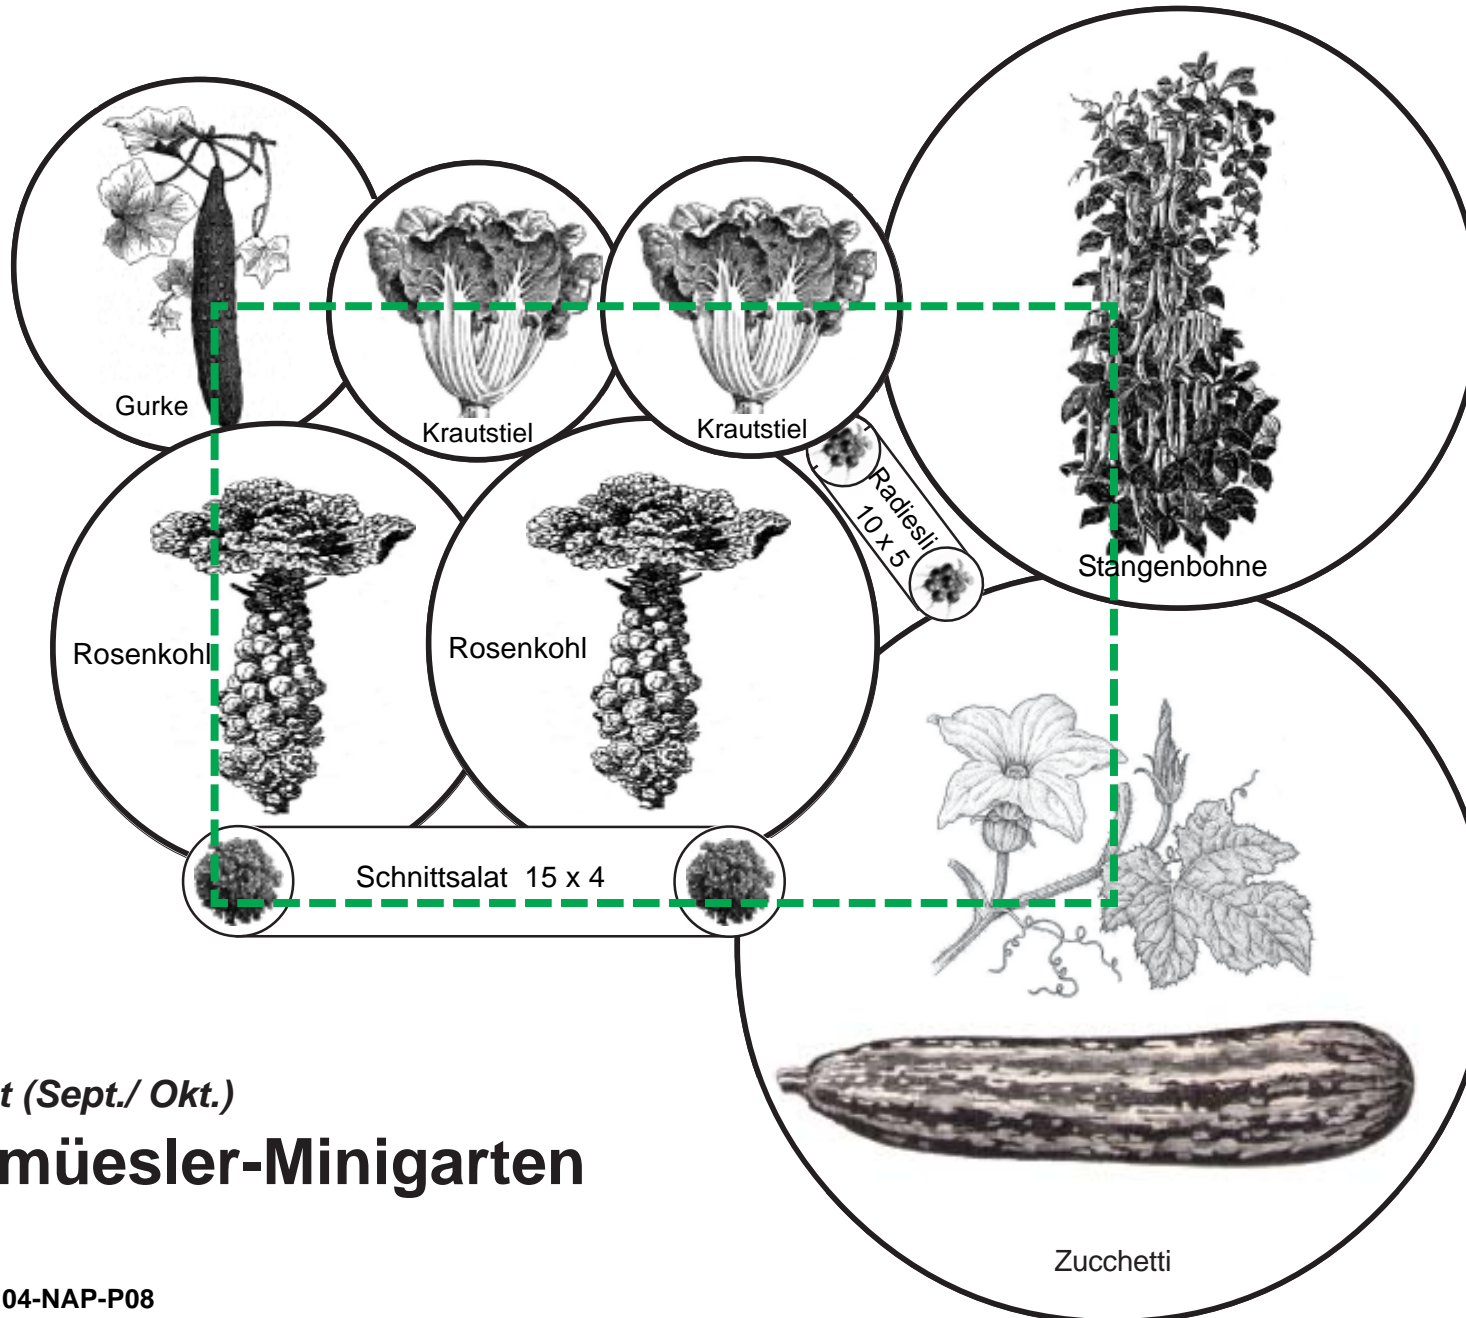 Gurke
Krautstiel
Krautstiel
Radiesli
10 x 5
Stangenbohne
Rosenkohl
Rosenkohl
Schnittsalat 15 x 4
t (Sept./ Okt.)
müesler-Minigarten
Zucchetti
04-NAP-P08